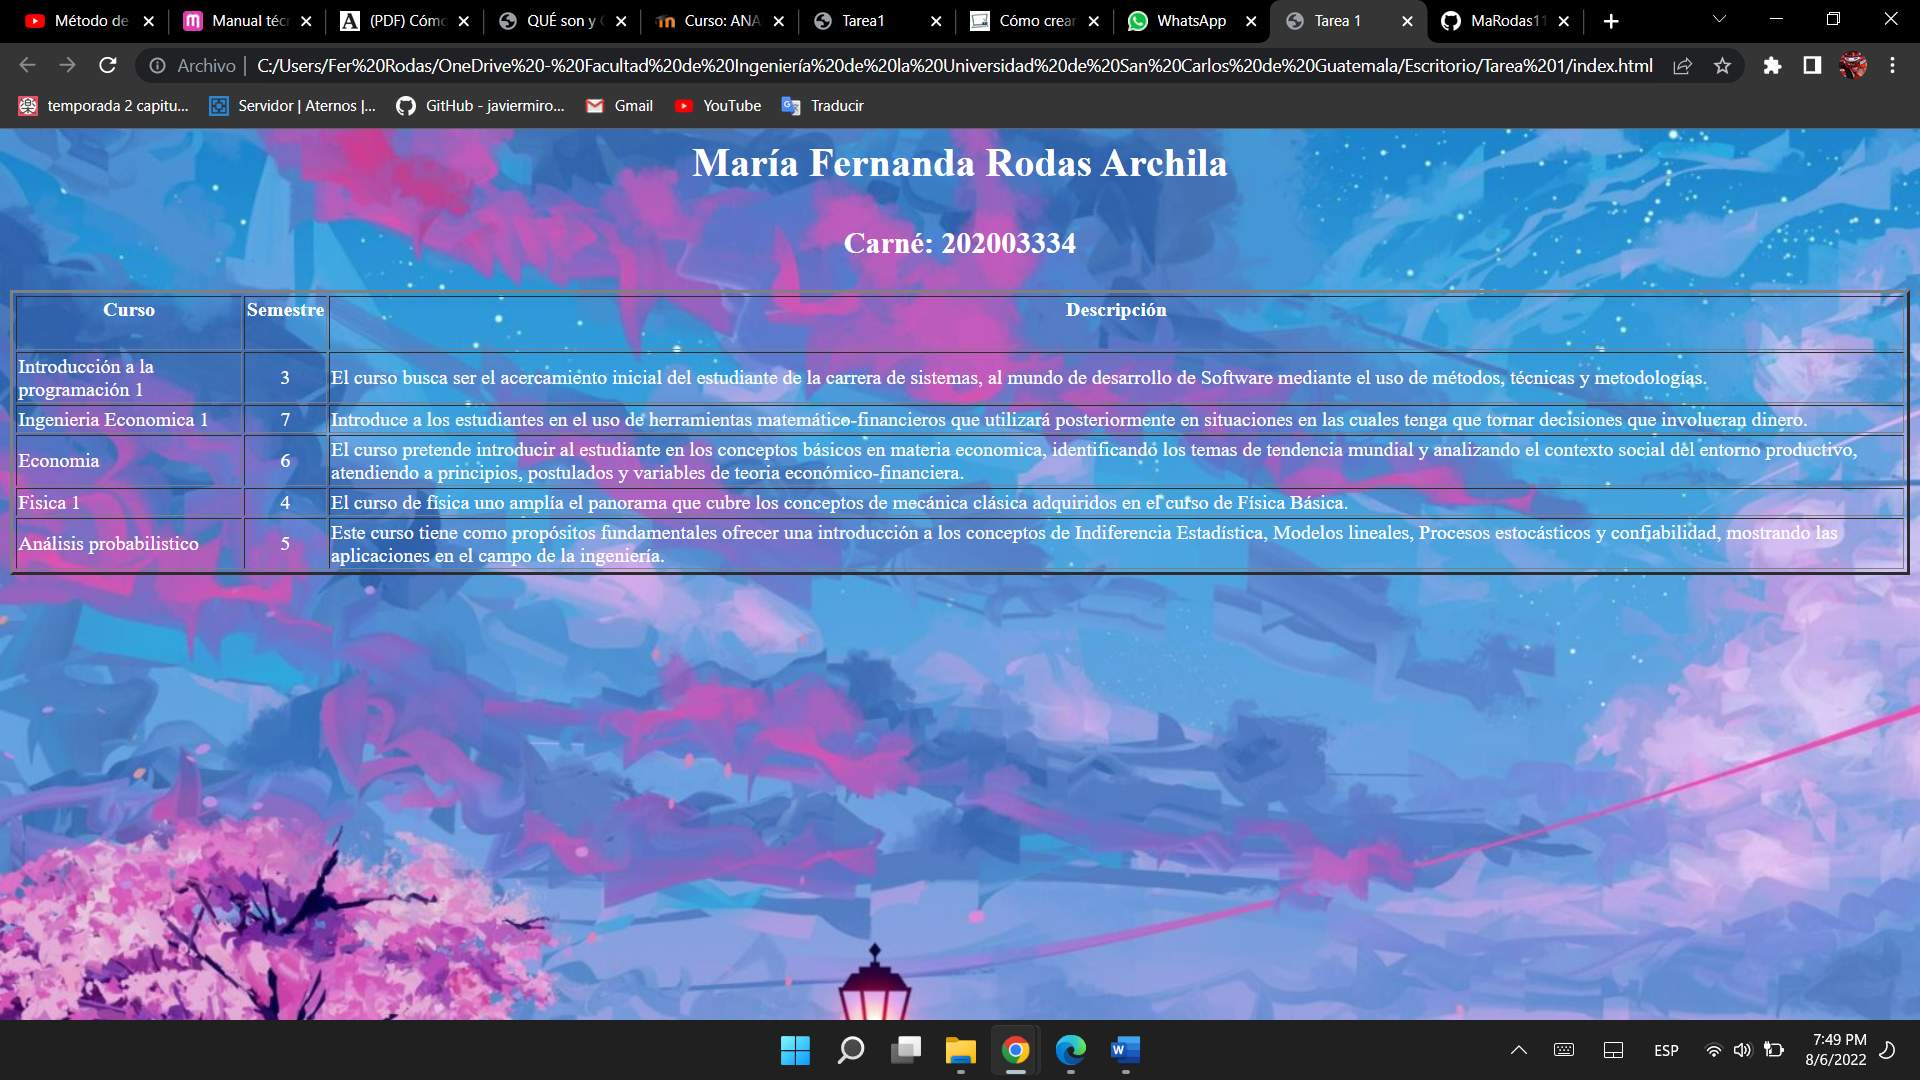 Método de
Manual téc
(PDF) Cómo
QUÉ son y
Curso: ANA
Tarea1
Cómo crear
WhatsApp
Tarea 1
MaRodas11
Archivo
C:/Users/Fer%20Rodas/OneDrive%20-%20Facultad%20de%20Ingeniería%20de%20la%20Universidad%20de%20San%20Carlos%20de%20Guatemala/Escritorio/Tarea%201/index.html
temporada 2 capitu...
Servidor | Aternos |...
GitHub - javiermiro...
Gmail
YouTube
Traducir
María Fernanda Rodas Archila
Carné: 202003334
Curso Semestre Descripción
Introducción a la
programación 1
3
El curso busca ser el acercamiento inicial del estudiante de la carrera de sistemas, al mundo de desarrollo de Software mediante el uso de métodos, técnicas y metodologías.
Ingenieria Economica 1
7
Introduce a los estudiantes en el uso de herramientas matemático-financieros que utilizará posteriormente en situaciones en las cuales tenga que tornar decisiones que involucran dinero.
Economia
6
El curso pretende introducir al estudiante en los conceptos básicos en materia economica, identificando los temas de tendencia mundial y analizando el contexto social del entorno productivo,
atendiendo a principios, postulados y variables de teoria económico-financiera.
Fisica 1
4
El curso de física uno amplía el panorama que cubre los conceptos de mecánica clásica adquiridos en el curso de Física Básica.
Análisis probabilistico
5
Este curso tiene como propósitos fundamentales ofrecer una introducción a los conceptos de Indiferencia Estadística, Modelos lineales, Procesos estocásticos y confiabilidad, mostrando las
aplicaciones en el campo de la ingeniería.
ESP
7:49 PM
8/6/2022